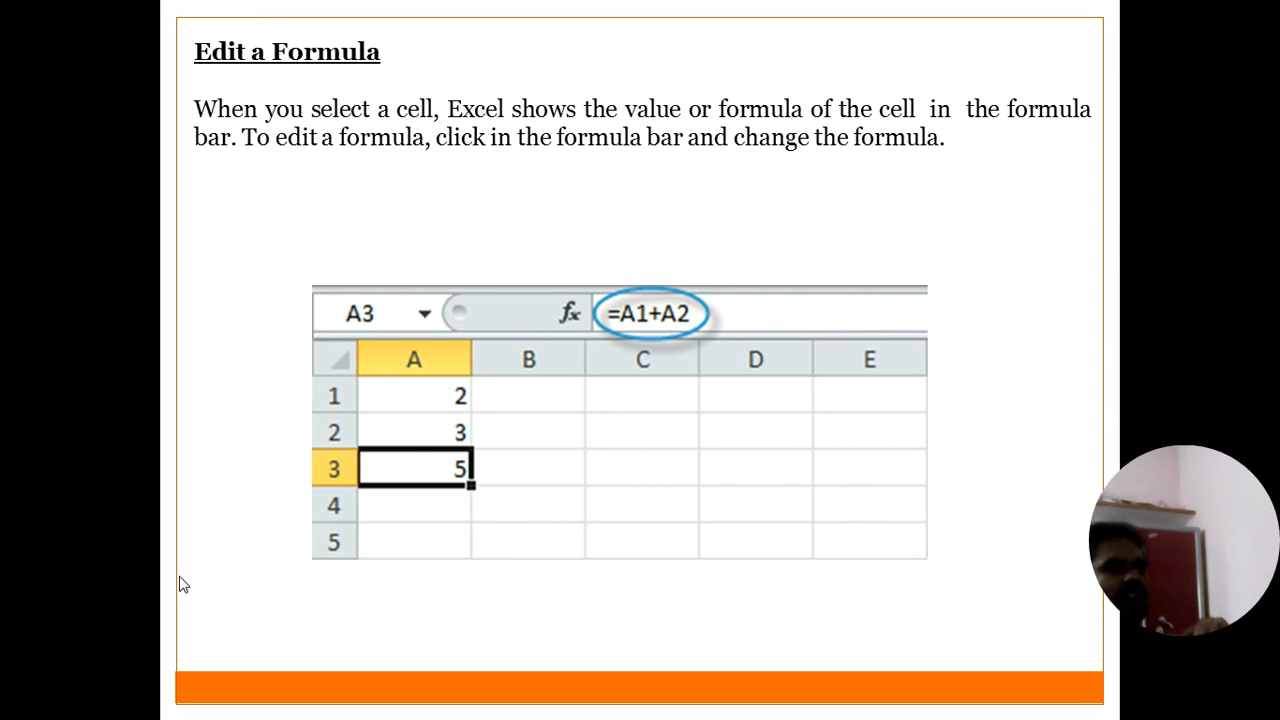 Edit a Formula
When you select a cell, Excel shows the value or formula of the cell in the formula
bar. To edit a formula, click in the formula bar and change the formula.
A3 fx =A1+A2
A B C D E
1 2
2 3
3 5
4
5